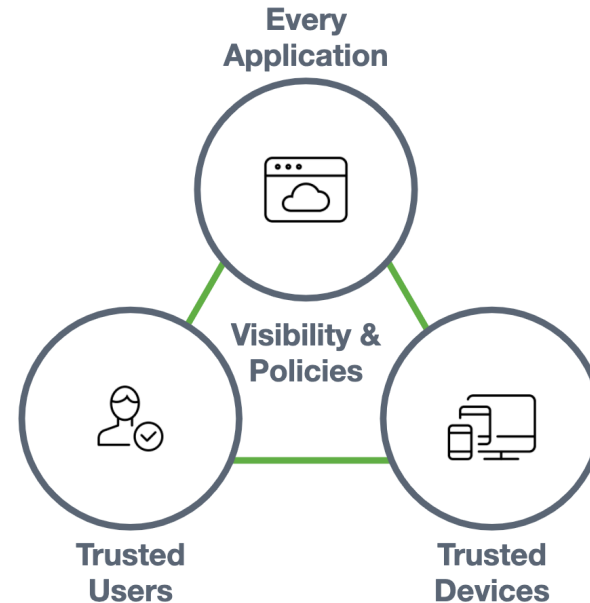 Every
Application
Visibility &
Policies
Trusted
Users
Trusted
Devices